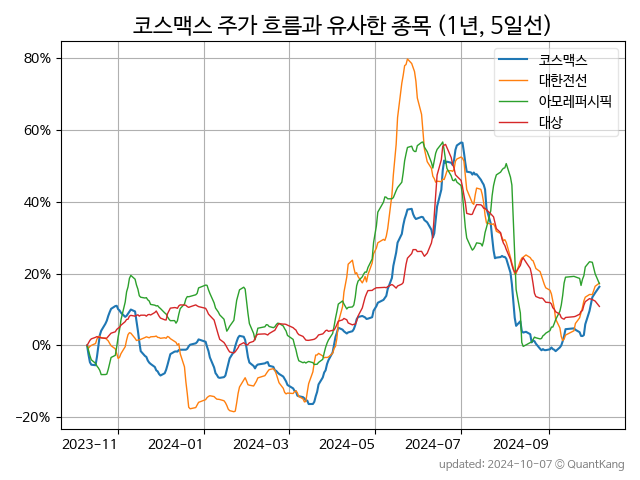 코스맥스 주가 흐름과 유사한 종목 (1년, 5일선)
코스맥스
대한전선
아모레퍼시픽
대상
80%
60%
40%
20%
0%
−20%
2023-11
2024-01
2024-03
2024-05
2024-07
2024-09
updated: 2024-10-07 © QuantKang